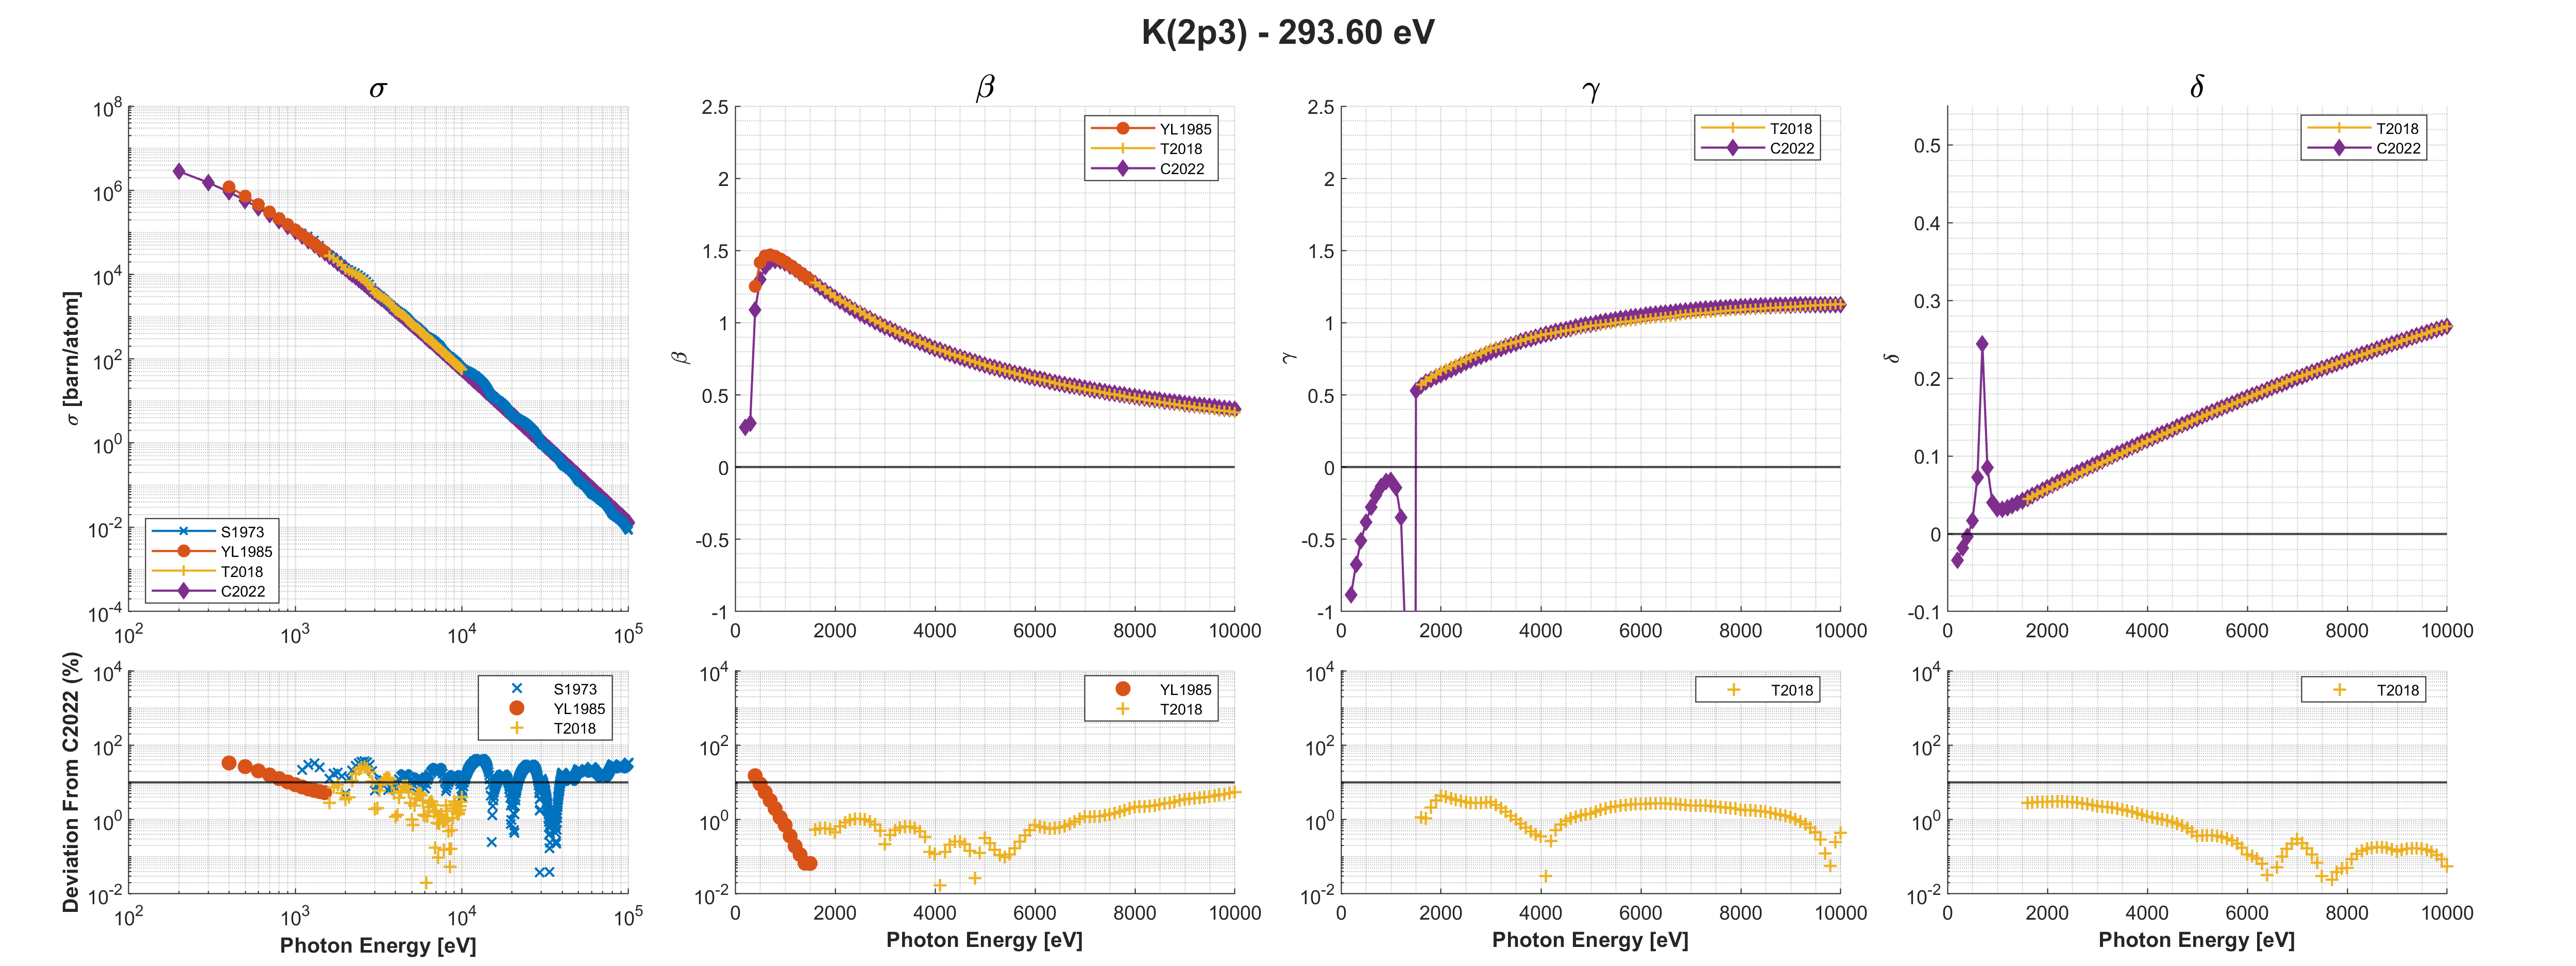 K(2p3) - 293.60 eV
σ
10^8
10^6
10^4
10^2
10^0
10^-2
10^-4
σ [barn/atom]
S1973
YL1985
T2018
C2022
10^2 10^3 10^4 10^5
β
2.5
2
1.5
1
0.5
0
-0.5
-1
β
YL1985
T2018
C2022
0 2000 4000 6000 8000 10000
γ
2.5
2
1.5
1
0.5
0
-0.5
-1
γ
T2018
C2022
0 2000 4000 6000 8000 10000
δ
0.5
0.4
0.3
0.2
0.1
0
-0.1
δ
T2018
C2022
0 2000 4000 6000 8000 10000
Deviation From C2022 (%)
10^4
10^2
10^0
10^-2
S1973
YL1985
T2018
10^2 10^3 10^4 10^5
Photon Energy [eV]
10^4
10^2
10^0
10^-2
YL1985
T2018
0 2000 4000 6000 8000 10000
Photon Energy [eV]
10^4
10^2
10^0
10^-2
T2018
0 2000 4000 6000 8000 10000
Photon Energy [eV]
10^4
10^2
10^0
10^-2
T2018
0 2000 4000 6000 8000 10000
Photon Energy [eV]